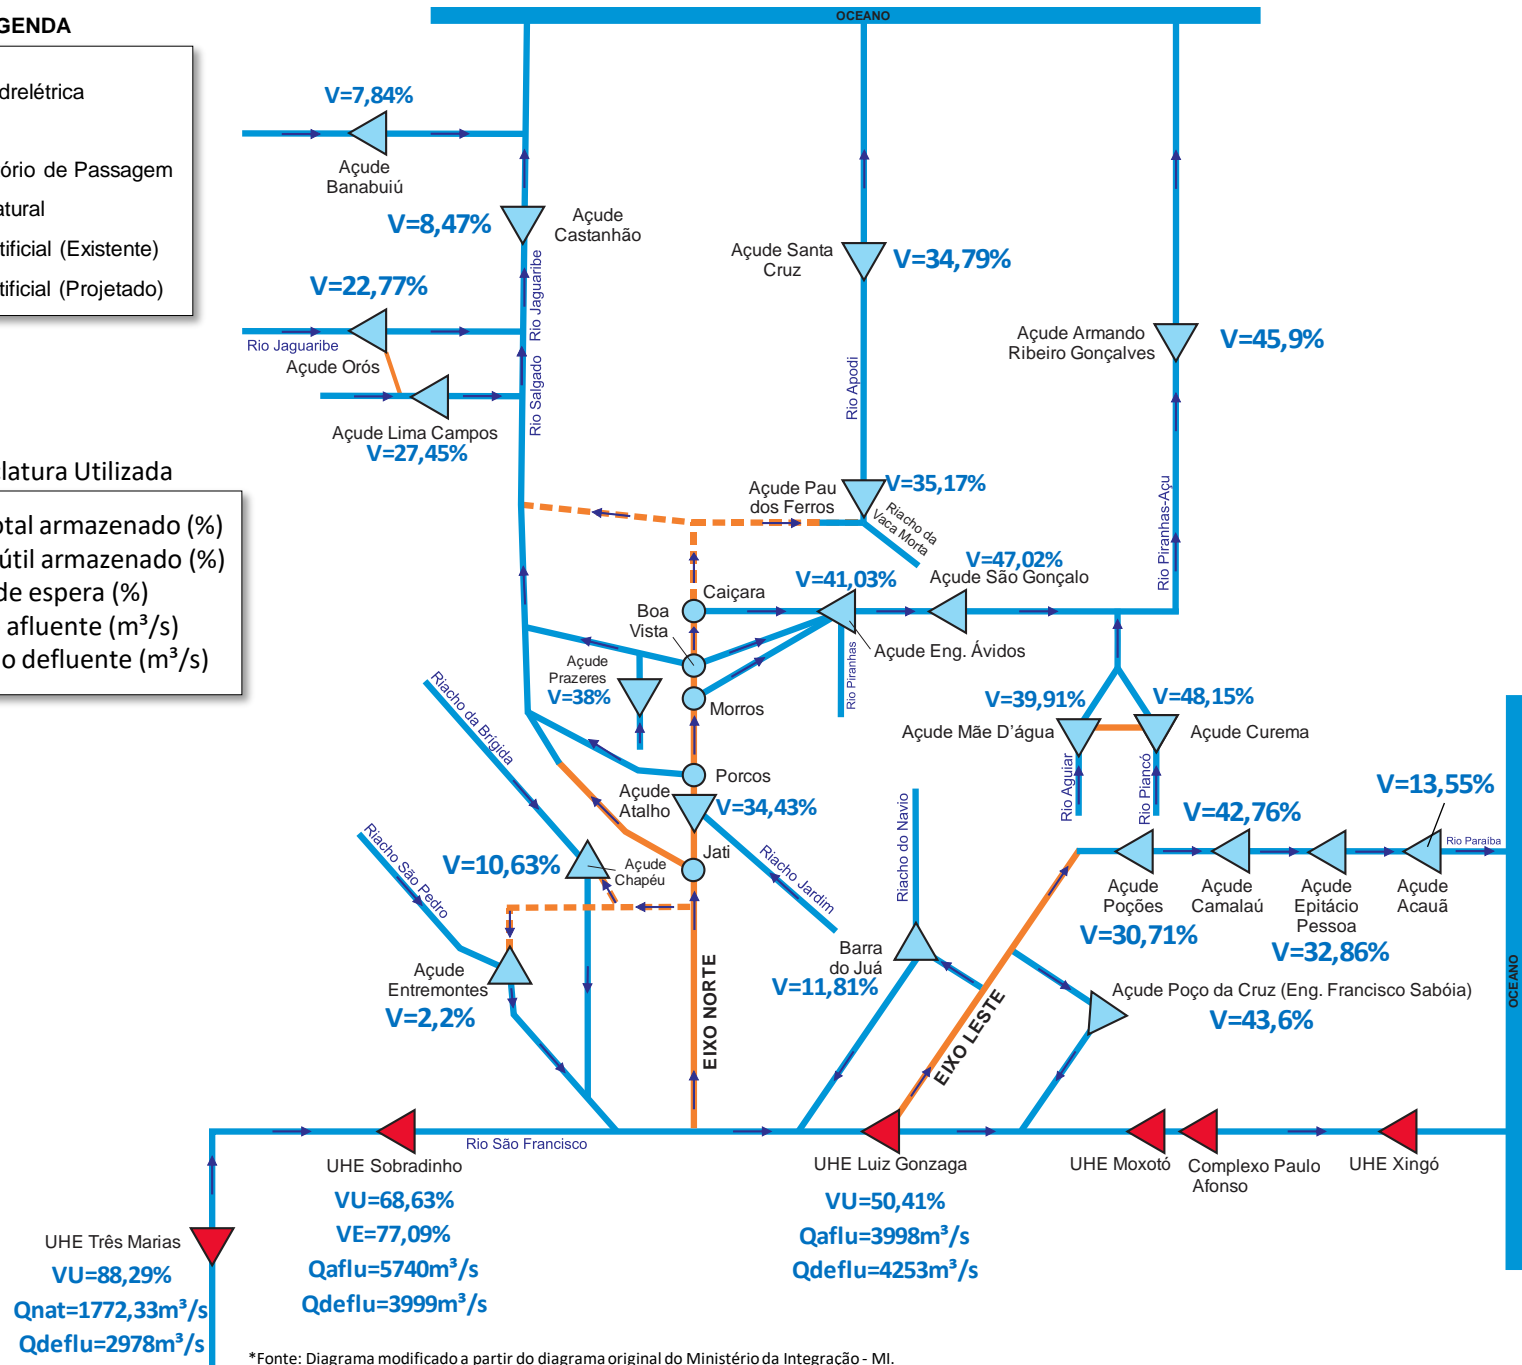 OCEANO
GENDA
drelétrica
ório de Passagem
atural
tificial (Existente)
tificial (Projetado)
V=7,84%
Açude
Banabuiú
V=8,47%
Açude
Castanhão
Rio Jaguaribe
V=22,77%
Rio Jaguaribe
Açude Orós
Rio Salgado
Açude Lima Campos
V=27,45%
Açude Santa
Cruz
V=34,79%
Rio Apodi
Açude Armando
Ribeiro Gonçalves
V=45,9%
Rio Piranhas-Açu
clatura Utilizada
otal armazenado (%)
útil armazenado (%)
de espera (%)
afluente (m³/s)
o defluente (m³/s)
Açude Pau
dos Ferros
V=35,17%
Riacho da
Vaca Morta
V=47,02%
Açude São Gonçalo
V=41,03%
Caiçara
Boa
Vista
Açude Eng. Ávidos
Rio Piranhas
Açude
Prazeres
V=38%
Morros
Riacho da Brígida
V=39,91%
V=48,15%
Açude Mãe D'água
Açude Curema
Rio Aguiar
Rio Piancó
Porcos
Açude
Atalho
V=34,43%
Jati
Riacho Jardim
Riacho do Navio
V=13,55%
V=42,76%
Rio Paraíba
Riacho São Pedro
V=10,63%
Açude
Chapéu
Açude
Poções
Açude
Camalaú
Açude
Epitácio
Pessoa
Açude
Acauã
V=30,71%
V=32,86%
Açude
Entremontes
V=2,2%
EIXO NORTE
Barra
do Juá
V=11,81%
EIXO LESTE
Açude Poço da Cruz (Eng. Francisco Sabóia)
V=43,6%
OCEANO
Rio São Francisco
UHE Sobradinho
VU=68,63%
VE=77,09%
Qaflu=5740m³/s
Qdeflu=3999m³/s
UHE Luiz Gonzaga
VU=50,41%
Qaflu=3998m³/s
Qdeflu=4253m³/s
UHE Moxotó
Complexo Paulo
Afonso
UHE Xingó
UHE Três Marias
VU=88,29%
Qnat=1772,33m³/s
Qdeflu=2978m³/s
*Fonte: Diagrama modificado a partir do diagrama original do Ministério da Integração - MI.